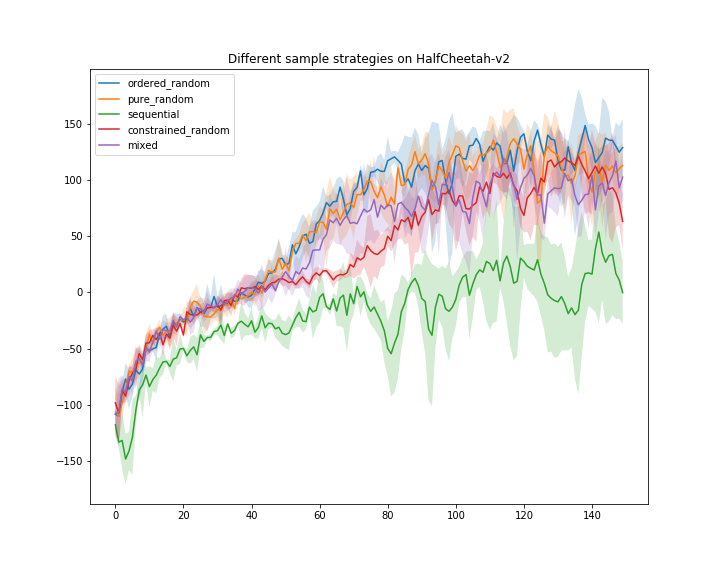 Different sample strategies on HalfCheetah-v2
ordered_random
pure_random
sequential
constrained_random
mixed
150
100
50
0
−50
−100
−150
0 20 40 60 80 100 120 140